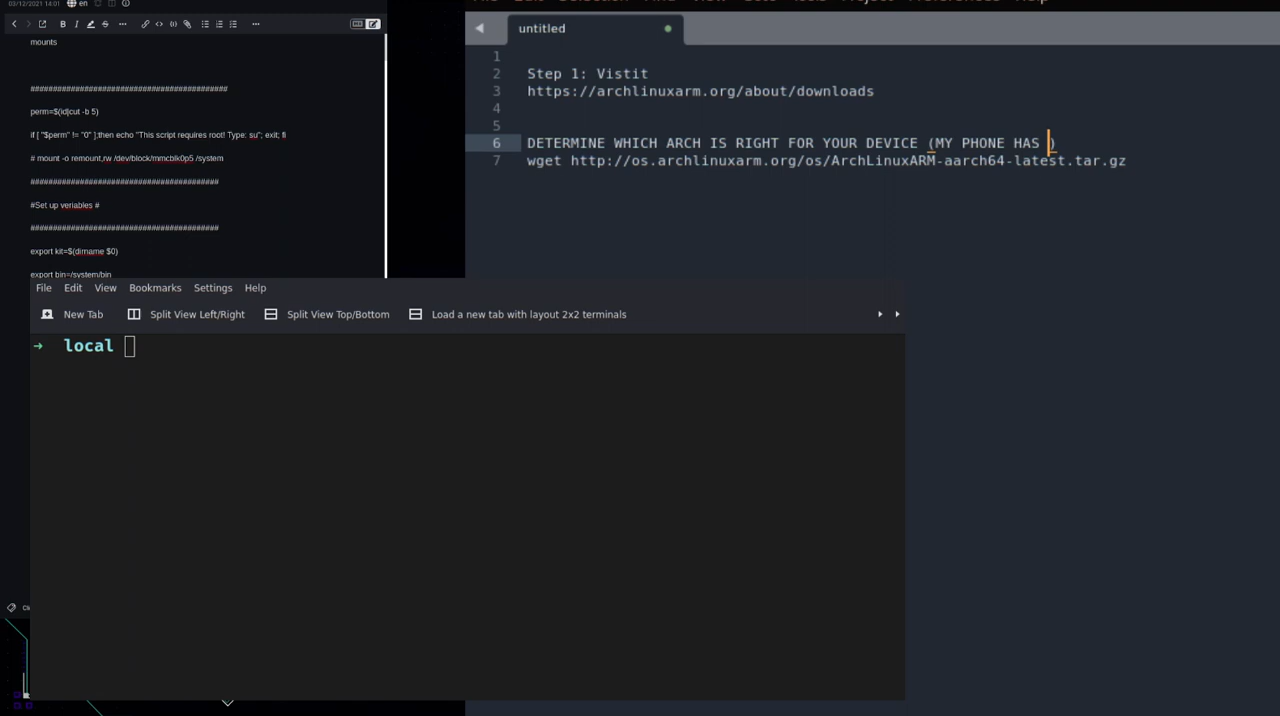 03/12/2021 14:01 en
mounts
############################################
perm=$(id|cut -b 5)
if [ "$perm" != "0" ];then echo "This script requires root! Type: su"; exit; fi
# mount -o remount,rw /dev/block/mmcblk0p5 /system
##########################################
#Set up veriables #
##########################################
export kit=$(dirname $0)
export bin=/system/bin
untitled
1
2 Step 1: Vistit
3 https://archlinuxarm.org/about/downloads
4
5
6 DETERMINE WHICH ARCH IS RIGHT FOR YOUR DEVICE (MY PHONE HAS )
7 wget http://os.archlinuxarm.org/os/ArchLinuxARM-aarch64-latest.tar.gz
File Edit View Bookmarks Settings Help
New Tab Split View Left/Right Split View Top/Bottom Load a new tab with layout 2x2 terminals
➜ local